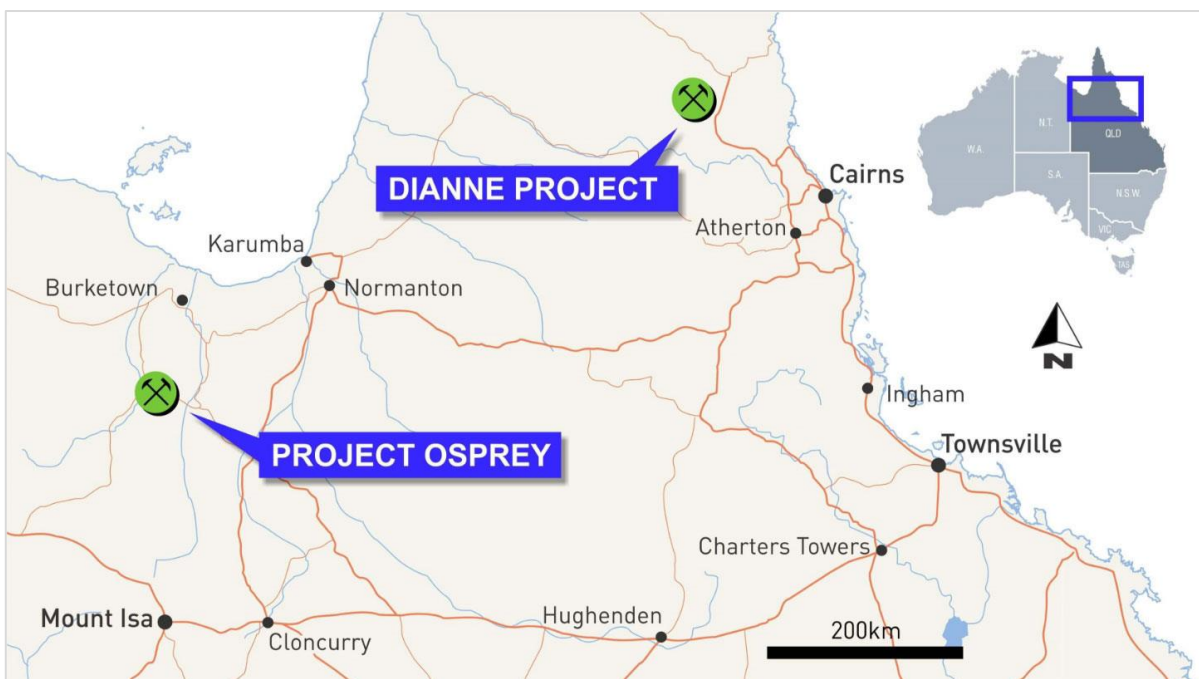 DIANNE PROJECT
Cairns
Atherton
Karumba
Burketown
Normanton
PROJECT OSPREY
Ingham
Townsville
Charters Towers
Mount Isa
Cloncurry
Hughenden
200km
N.T.
QLD
W.A.
S.A.
N.S.W.
VIC
TAS
N